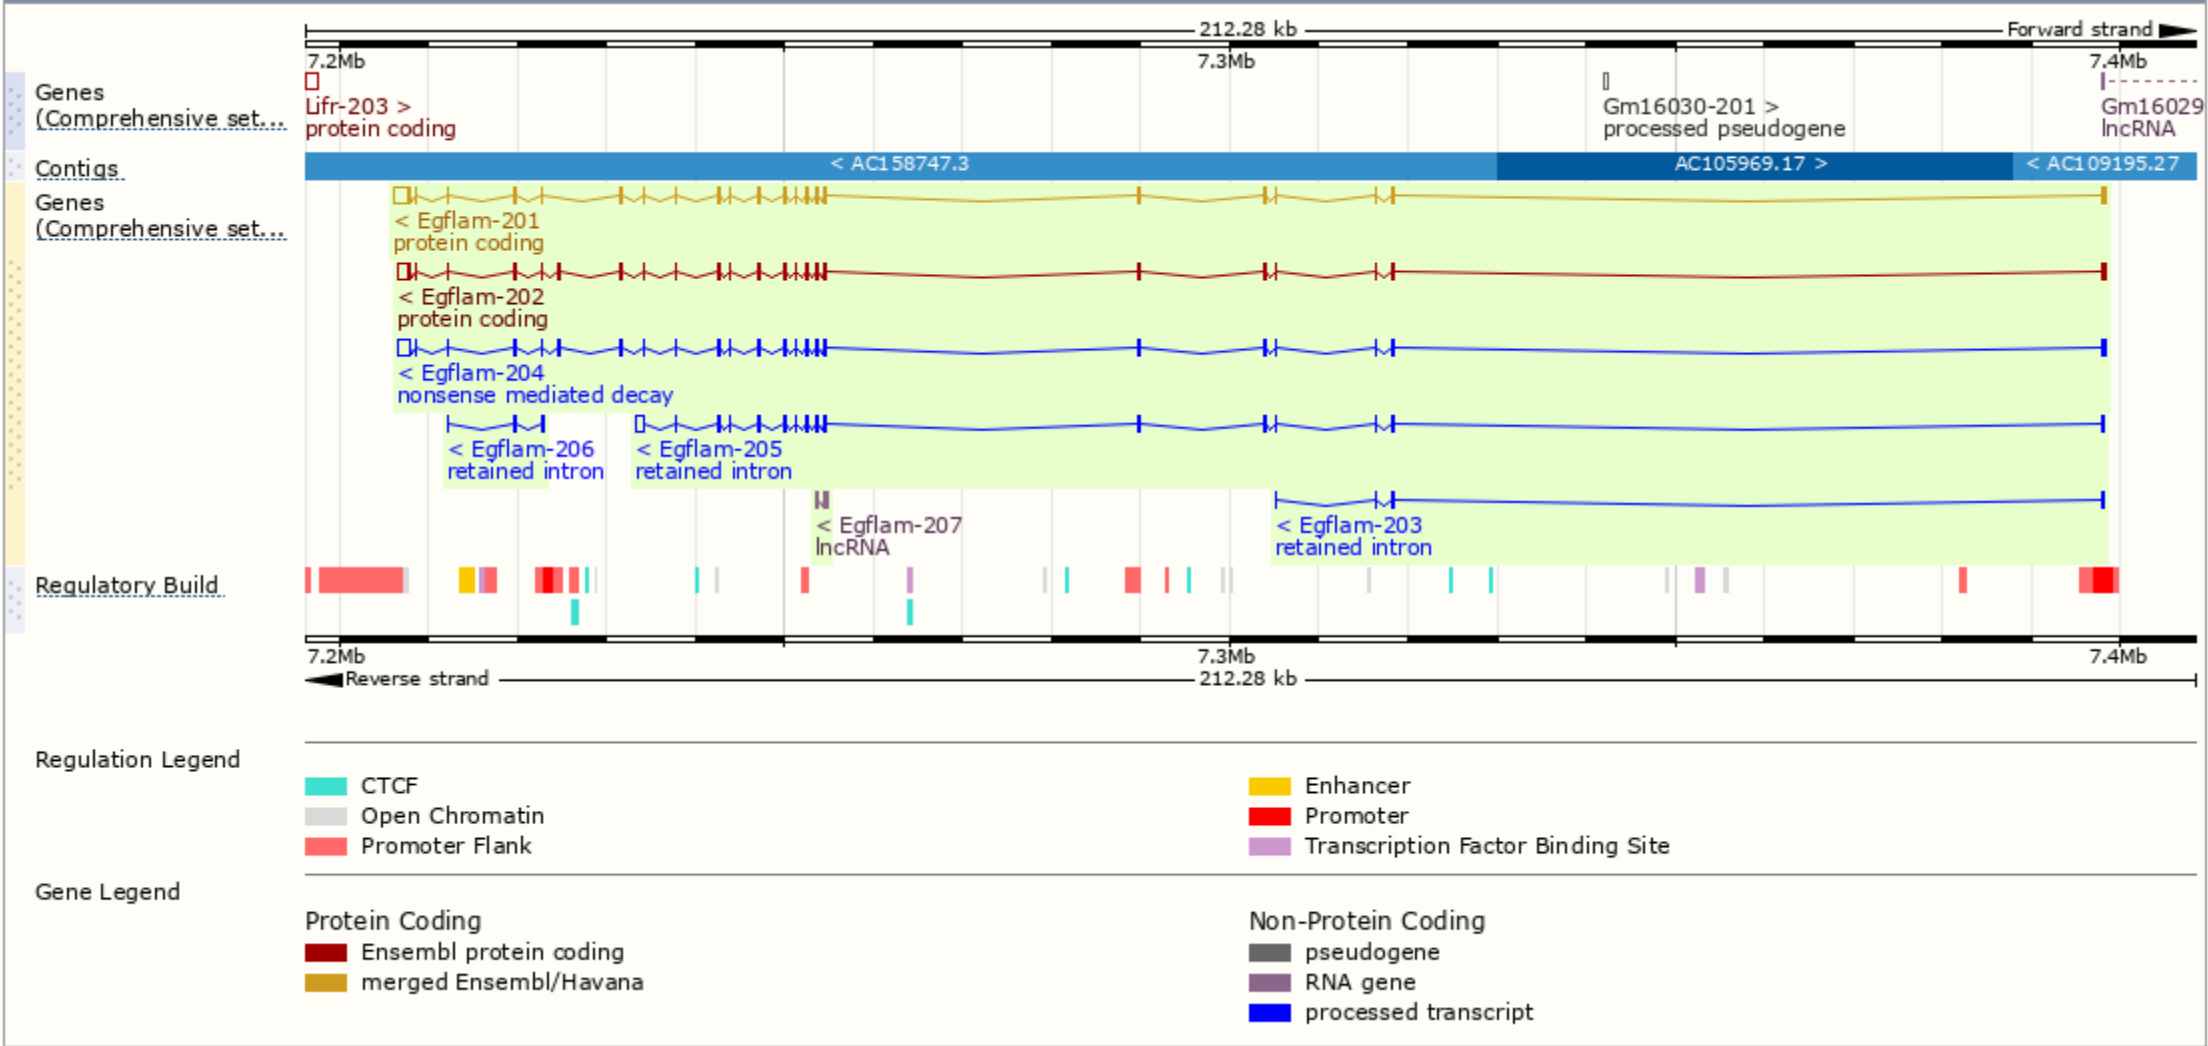 212.28 kb
Forward strand
7.2Mb 7.3Mb 7.4Mb
Genes
(Comprehensive set...
Lifr-203 >
protein coding
Gm16030-201 >
processed pseudogene
Gm16029
lncRNA
Contigs
< AC158747.3
AC105969.17 >
< AC109195.27
Genes
(Comprehensive set...
< Egflam-201
protein coding
< Egflam-202
protein coding
< Egflam-204
nonsense mediated decay
< Egflam-206
retained intron
< Egflam-205
retained intron
< Egflam-207
lncRNA
< Egflam-203
retained intron
Regulatory Build
7.2Mb 7.3Mb 7.4Mb
Reverse strand
212.28 kb
Regulation Legend
CTCF
Open Chromatin
Promoter Flank
Enhancer
Promoter
Transcription Factor Binding Site
Gene Legend
Protein Coding
Ensembl protein coding
merged Ensembl/Havana
Non-Protein Coding
pseudogene
RNA gene
processed transcript